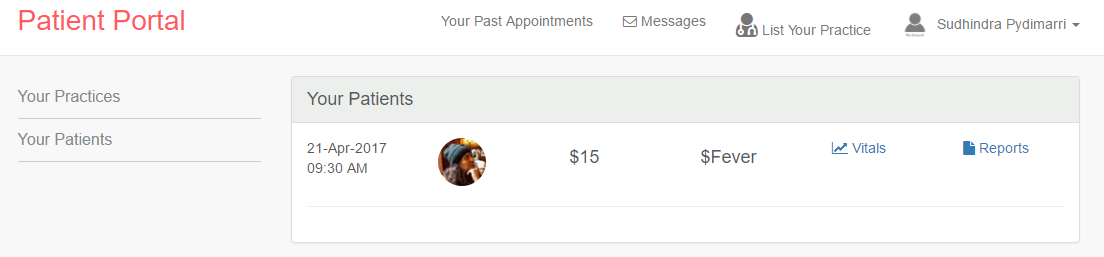 Patient Portal
Your Past Appointments
Messages
List Your Practice
Sudhindra Pydimarri
Your Practices
Your Patients
Your Patients
21-Apr-2017
09:30 AM
$15
$Fever
Vitals
Reports